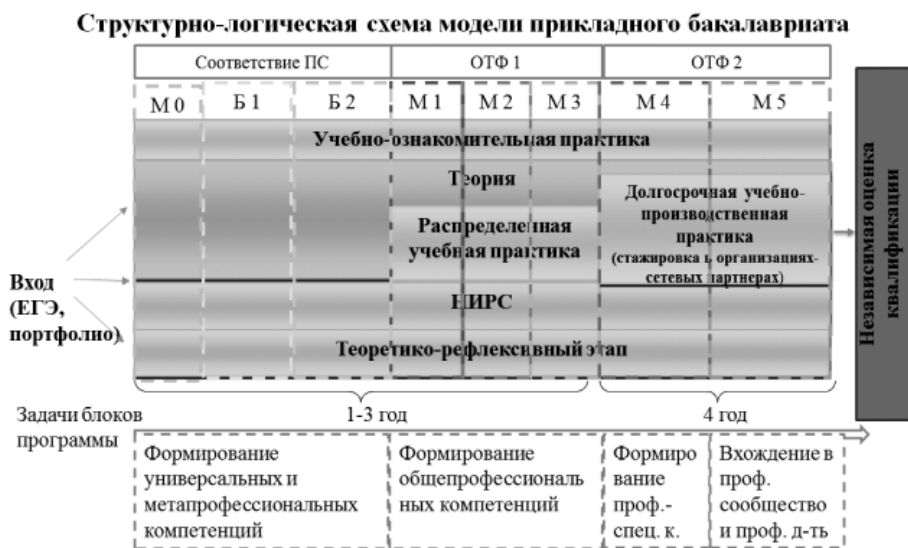 Структурно-логическая схема модели прикладного бакалавриата
Соответствие ПС
ОТФ 1
ОТФ 2
М 0
Б 1
Б 2
М 1
М 2
М 3
М 4
М 5
Учебно-ознакомительная практика
Теория
Распределенная
учебная практика
Долгосрочная учебно-
производственная
практика
(стажировка в организациях-
сетевых партнерах)
НИРС
Теоретико-рефлексивный этап
Вход
(ЕГЭ,
портфолио)
Независимая оценка
квалификации
Задачи блоков
программы
1-3 год
4 год
Формирование
универсальных и
метапрофессиональных
компетенций
Формирование
общепрофессиональ
ных компетенций
Формиро
вание
проф.-
спец. к.
Вхождение в
проф.
сообщество
и проф. д-ть